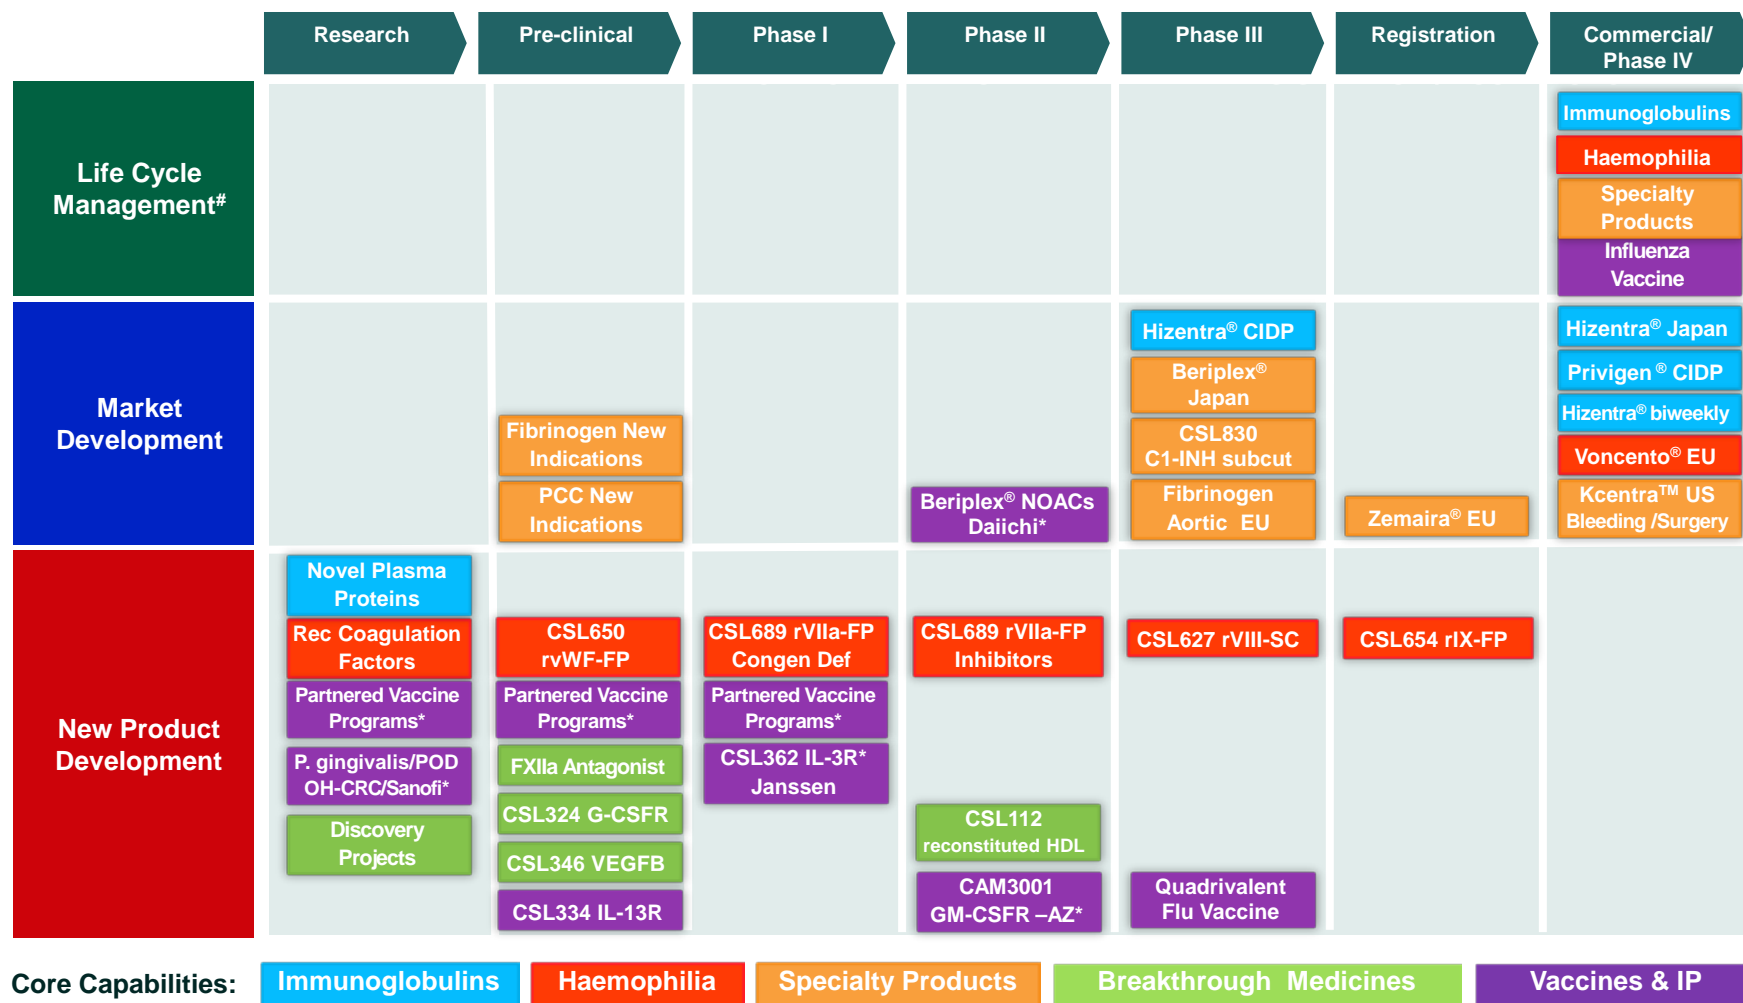 Research
Pre-clinical
Phase I
Phase II
Phase III
Registration
Commercial/
Phase IV
Life Cycle
Management#
Immunoglobulins
Haemophilia
Specialty
Products
Influenza
Vaccine
Market
Development
Fibrinogen New
Indications
PCC New
Indications
Beriplex® NOACs
Daiichi*
Hizentra® CIDP
Beriplex®
Japan
CSL830
C1-INH subcut
Fibrinogen
Aortic EU
Zemaira® EU
Hizentra® Japan
Privigen ® CIDP
Hizentra® biweekly
Voncento® EU
Kcentra™ US
Bleeding /Surgery
New Product
Development
Novel Plasma
Proteins
Rec Coagulation
Factors
Partnered Vaccine
Programs*
P. gingivalis/POD
OH-CRC/Sanofi*
Discovery
Projects
CSL650
rvWF-FP
Partnered Vaccine
Programs*
FXIIa Antagonist
CSL324 G-CSFR
CSL346 VEGFB
CSL334 IL-13R
CSL689 rVIIa-FP
Congen Def
Partnered Vaccine
Programs*
CSL362 IL-3R*
Janssen
CSL689 rVIIa-FP
Inhibitors
CSL112
reconstituted HDL
CAM3001
GM-CSFR –AZ*
CSL627 rVIII-SC
Quadrivalent
Flu Vaccine
CSL654 rIX-FP
Core Capabilities:
Immunoglobulins
Haemophilia
Specialty Products
Breakthrough Medicines
Vaccines & IP